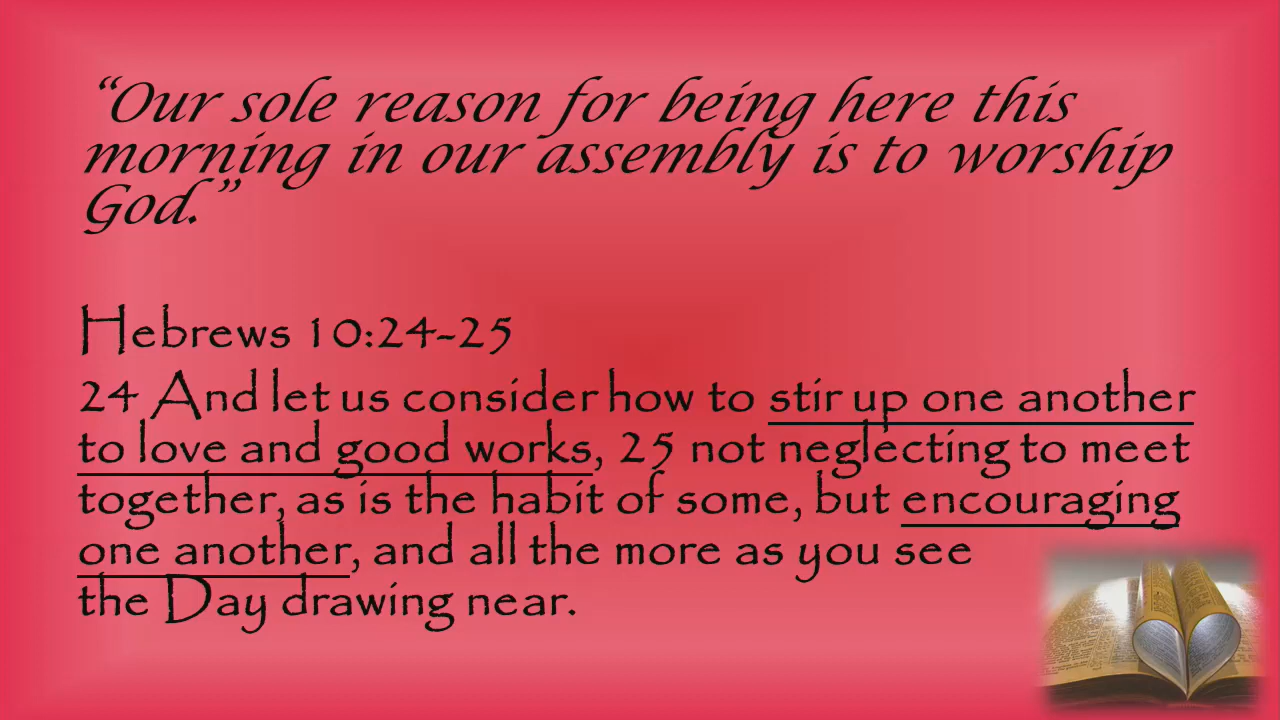 “Our sole reason for being here this
morning in our assembly is to worship
God.”
Hebrews 10:24-25
24 And let us consider how to stir up one another
to love and good works, 25 not neglecting to meet
together, as is the habit of some, but encouraging
one another, and all the more as you see
the Day drawing near.